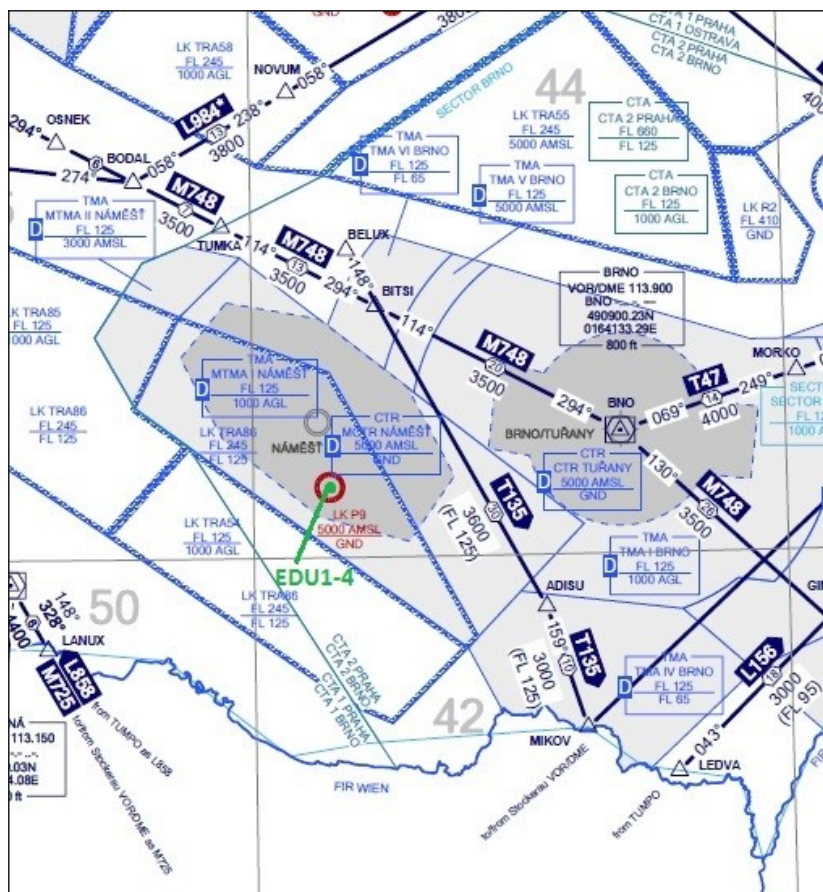 GND
3800
CTA 1 PRAHA
CTA 1 OSTRAVA
CTA 2 PRAHA
CTA 2 BRNO
LK TRA58
FL 245
1000 AGL
NOVUM
058°
SECTOR BRNO
44
OSNEK
294°
L984*
238°
13
3800
LK TRA55
FL 245
5000 AMSL
CTA
CTA 2 PRAHA
FL 660
FL 125
BODAL
6
058°
274°
TMA
TMA VI BRNO
FL 125
FL 65
D
TMA
TMA V BRNO
FL 125
5000 AMSL
D
CTA
CTA 2 BRNO
FL 125
1000 AGL
LK R2
FL 410
GND
M748
7
3500
TMA
MTMA II NÁMĚŠŤ
FL 125
3000 AMSL
D
TUMKA
114°
M748
13
3500
294°
BELUX
148°
BITSI
114°
BRNO
VOR/DME 113.900
BNO
490900.23N
0164133.29E
800 ft
LK TRA85
FL 125
1000 AGL
M748
20
3500
294°
MORKO
T47
249°
14
4000
069°
BNO
TMA
MTMA I NÁMĚŠŤ
FL 125
1000 AGL
D
LK TRA86
FL 245
FL 125
LK TRA86
FL 245
FL 125
NÁMĚŠŤ
CTR
MCTR NÁMĚŠŤ
5000 AMSL
GND
D
BRNO/TUŘANY
CTR
CTR TUŘANY
5000 AMSL
GND
D
130°
M748
26
3500
LK P9
5000 AMSL
GND
T135
30
3600
(FL 125)
LK TRA54
FL 125
1000 AGL
EDU1-4
TMA
TMA I BRNO
FL 125
1000 AGL
D
LK TRA86
FL 245
FL 125
50
148°
328°
6
4400
LANUX
L858
M725
from TUMPO as L858
to/from Stockerau VOR/DME as M725
CTA 2 PRAHA
CTA 2 BRNO
CTA 1 PRAHA
CTA 1 BRNO
ADISU
159°
T135
10
3000
(FL 125)
TMA
TMA IV BRNO
FL 125
FL 65
D
L156
18
3000
(FL 95)
043°
42
MIKOV
LEDVA
to/from Stockerau VOR/DME
from TUMPO
FIR WIEN
113.150